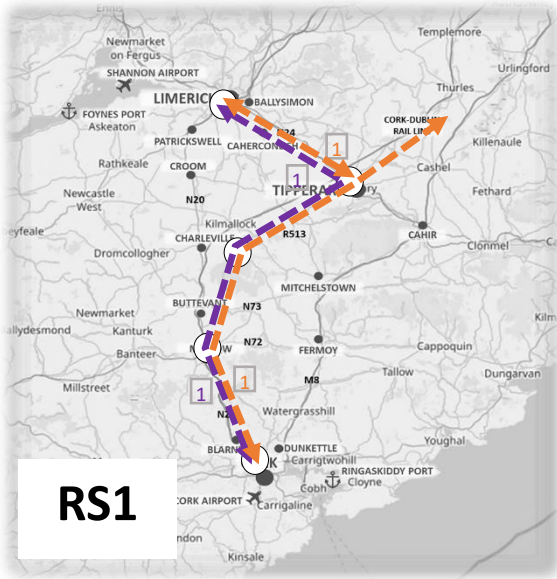 Ennis
Templemore
Newmarket
on Fergus
Urlingford
SHANNON AIRPORT
Thurles
LIMERICK
BALLYSIMON
FOYNES PORT
Askeaton
CORK-DUBLIN
RAIL LINE
N24
PATRICKSWELL
CAHERCONLISH
Killenaule
1
Rathkeale
CROOM
Cashel
1
TIPPERARY
Fethard
Newcastle
West
N20
Kilmallock
R513
CAHIR
CHARLEVILLE
Clonmel
Dromcollogher
MITCHELSTOWN
BUTTEVANT
N73
Newmarket
Kanturk
N72
Banteer
FERMOY
Cappoquin
Tallow
Dungarvan
1
1
M8
Millstreet
Watergrasshill
Youghal
DUNKETTLE
Carrigtwohill
RINGASKIDDY PORT
Cloyne
RS1
CORK AIRPORT
Cobh
Carrigaline
Kinsale